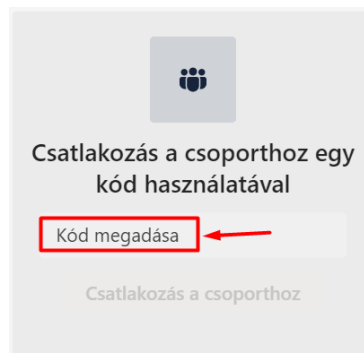 Csatlakozás a csoporthoz egy
kód használatával
Kód megadása
Csatlakozás a csoporthoz